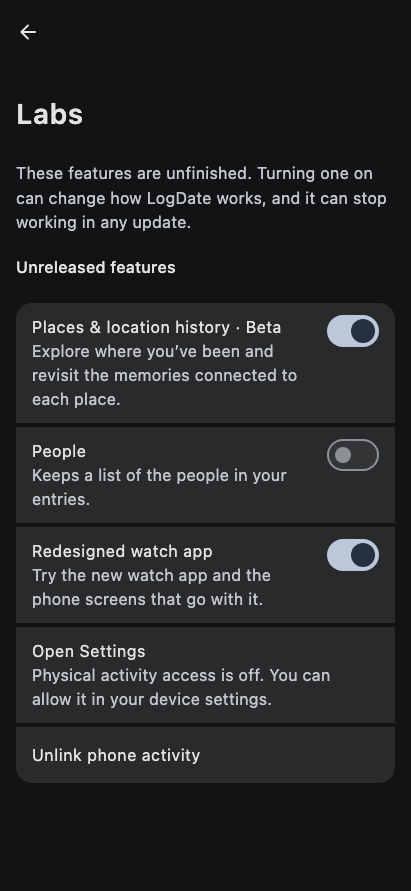 Labs
These features are unfinished. Turning one on
can change how LogDate works, and it can stop
working in any update.
Unreleased features
Places & location history · Beta
Explore where you’ve been and
revisit the memories connected to
each place.
People
Keeps a list of the people in your
entries.
Redesigned watch app
Try the new watch app and the
phone screens that go with it.
Open Settings
Physical activity access is off. You can
allow it in your device settings.
Unlink phone activity